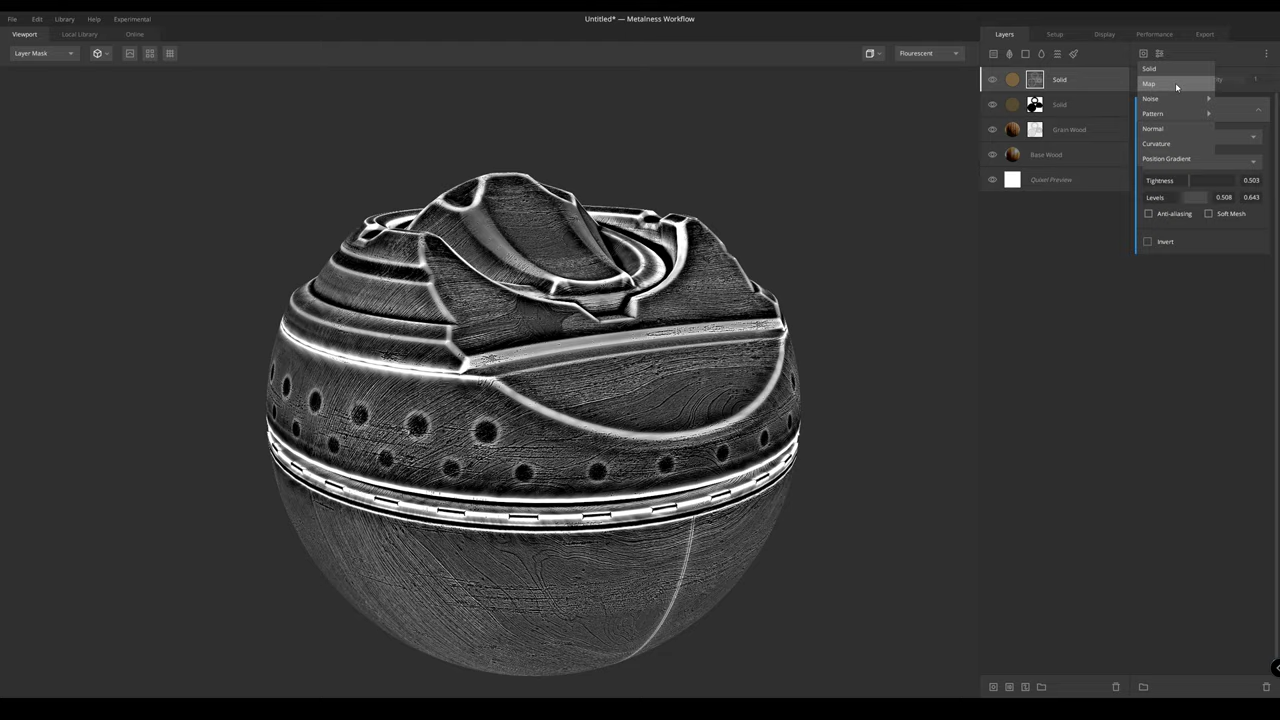 Untitled* — Metalness Workflow
File Edit Library Help Experimental
Viewport Local Library Online
Layers Setup Display Performance Export
Layer Mask
Flourescent
Solid
Solid
Grain Wood
Base Wood
Quixel Preview
Solid
Map
Noise
Pattern
Normal
Curvature
Position Gradient
1
Tightness 0.503
Levels 0.508 0.643
Anti-aliasing Soft Mesh
Invert